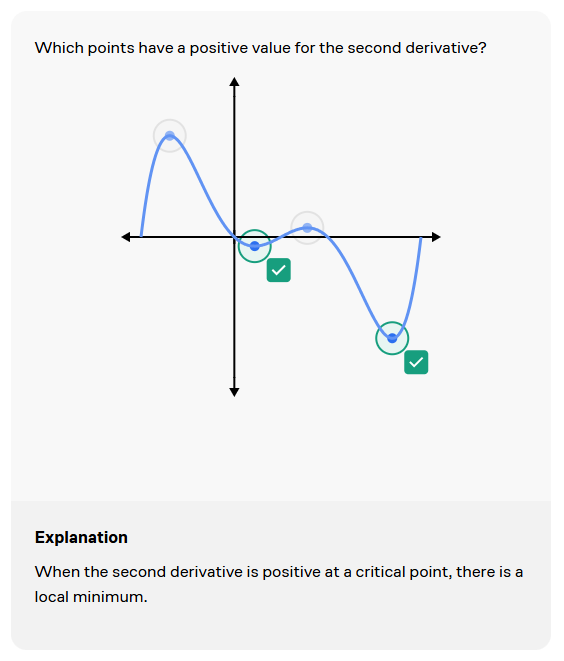 Which points have a positive value for the second derivative?
Explanation
When the second derivative is positive at a critical point, there is a
local minimum.